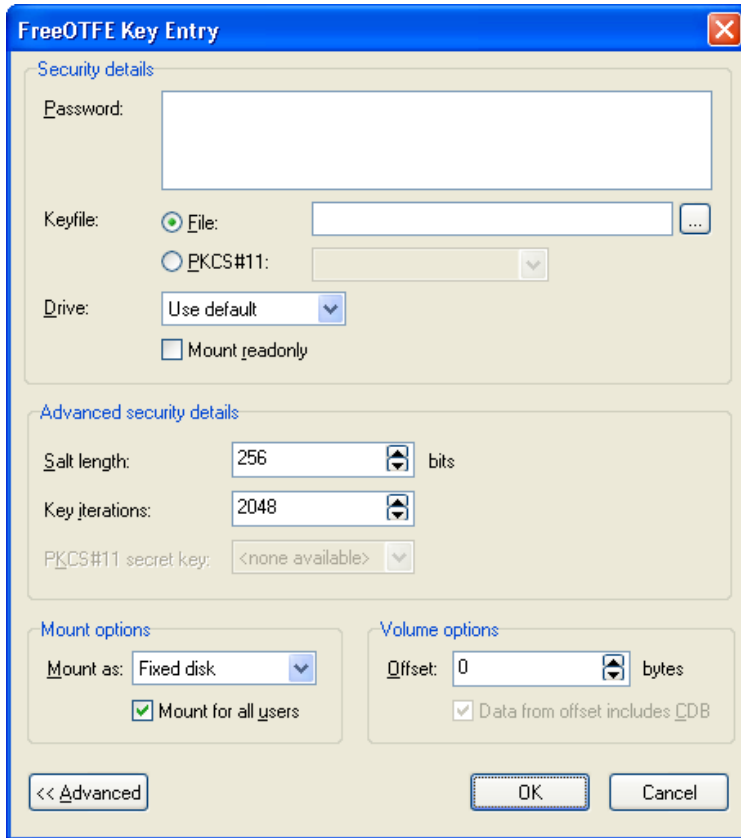 FreeOTFE Key Entry
Security details
Password:
Keyfile: File: ...
PKCS#11:
Drive: Use default
Mount readonly
Advanced security details
Salt length: 256 bits
Key iterations: 2048
PKCS#11 secret key: <none available>
Mount options Volume options
Mount as: Fixed disk Offset: 0 bytes
Mount for all users Data from offset includes CDB
<< Advanced OK Cancel